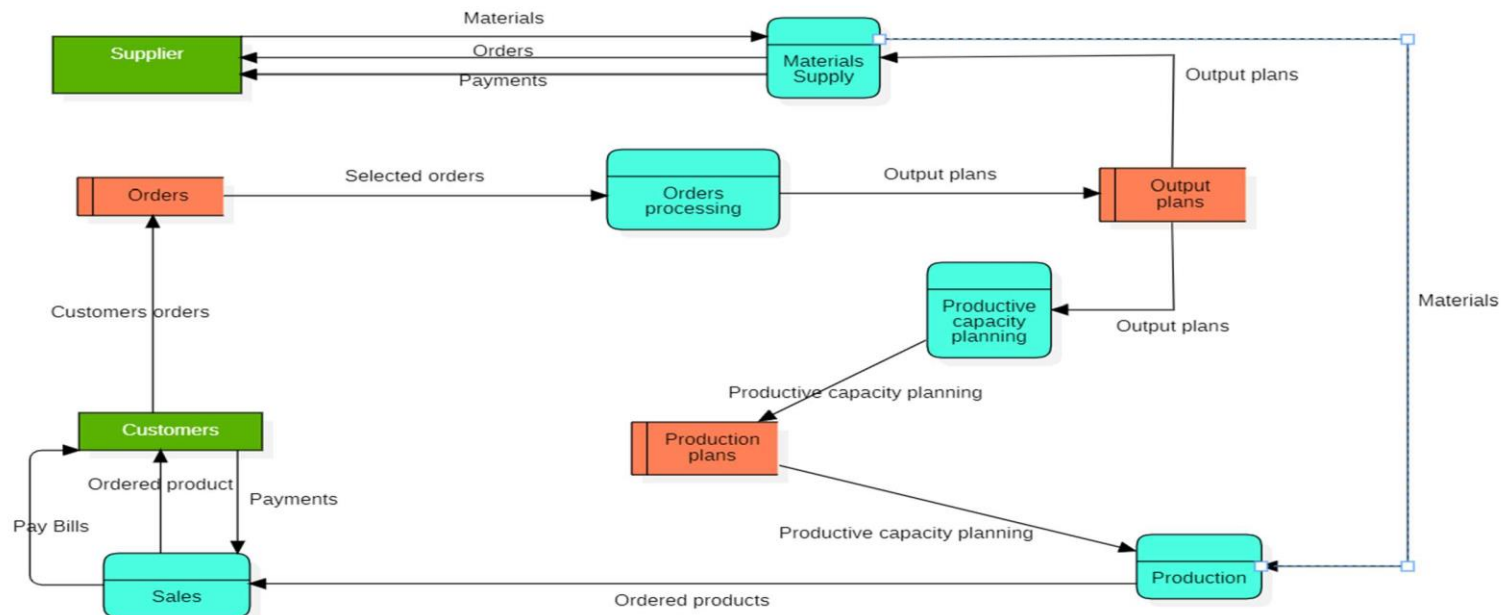 Materials
Supplier
Orders
Materials
Supply
Payments
Output plans
Selected orders
Output plans
Orders
Orders
processing
Output
plans
Materials
Customers orders
Productive
capacity
planning
Output plans
Productive capacity planning
Customers
Production
plans
Ordered product
Payments
Pay Bills
Productive capacity planning
Production
Sales
Ordered products